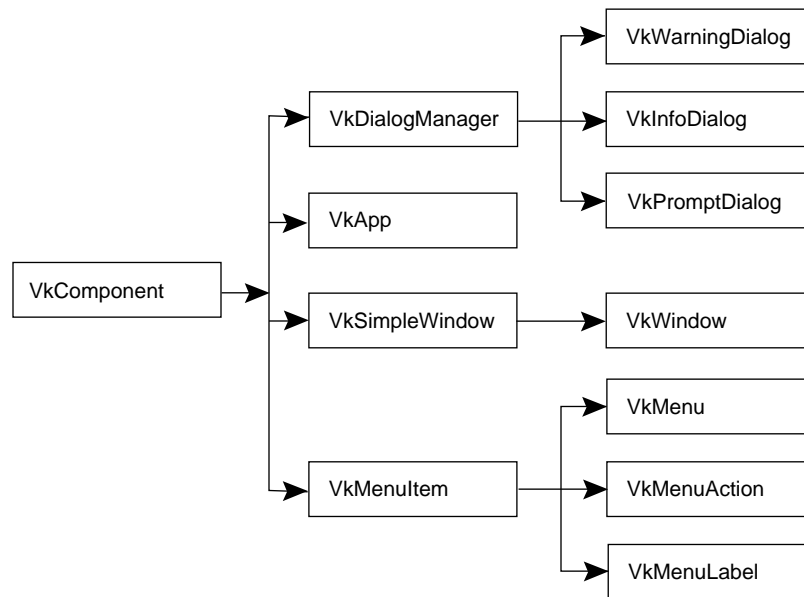 VkWarningDialog
VkDialogManager
VkInfoDialog
VkPromptDialog
VkApp
VkComponent
VkSimpleWindow
VkWindow
VkMenu
VkMenuItem
VkMenuAction
VkMenuLabel